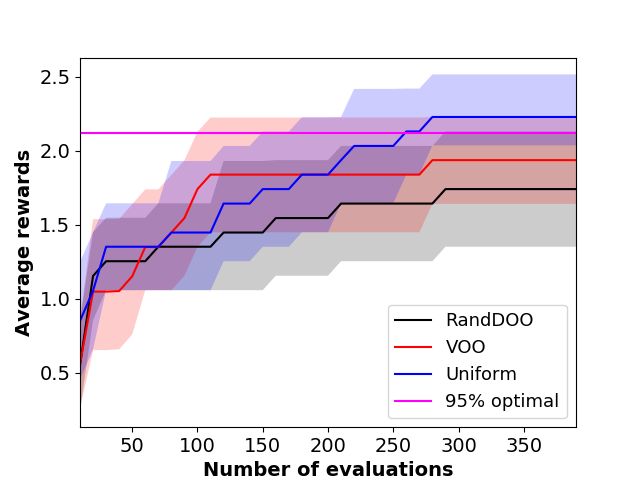 2.5
2.0
1.5
1.0
0.5
Average rewards
RandDOO
VOO
Uniform
95% optimal
50 100 150 200 250 300 350
Number of evaluations